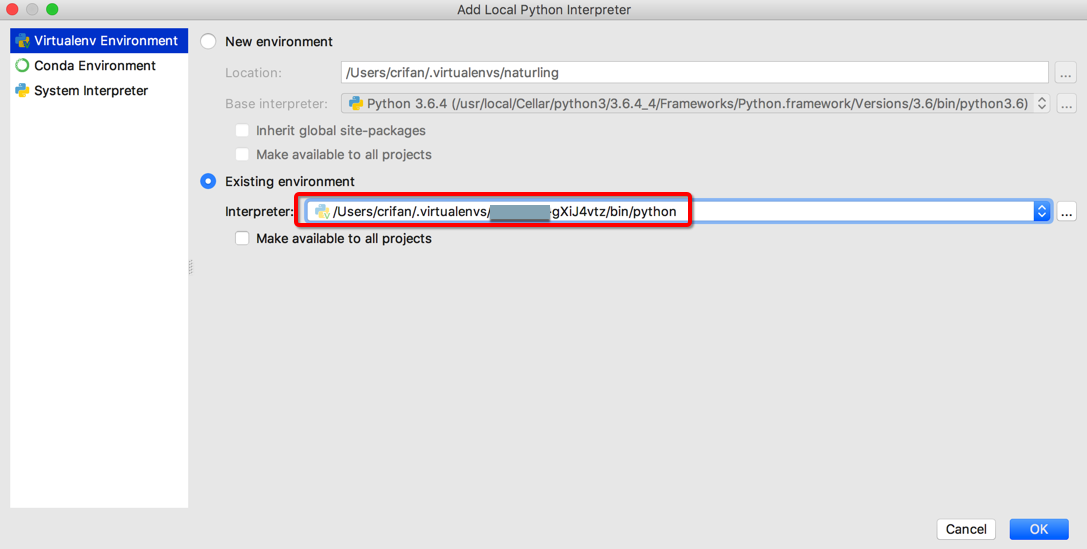 Add Local Python Interpreter
Virtualenv Environment
Conda Environment
System Interpreter
New environment
Location: /Users/crifan/.virtualenvs/naturling ...
Base interpreter: Python 3.6.4 (/usr/local/Cellar/python3/3.6.4_4/Frameworks/Python.framework/Versions/3.6/bin/python3.6) ...
Inherit global site-packages
Make available to all projects
Existing environment
Interpreter: /Users/crifan/.virtualenvs/ -gXiJ4vtz/bin/python ...
Make available to all projects
Cancel OK